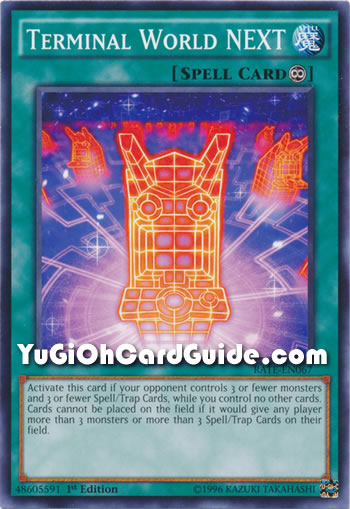 TERMINAL WORLD NEXT 魔
[SPELL CARD]
YuGiOhCardGuide.com
RATE-EN067
Activate this card if your opponent controls 3 or fewer monsters
and 3 or fewer Spell/Trap Cards, while you control no other cards.
Cards cannot be placed on the field if it would give any player
more than 3 monsters or more than 3 Spell/Trap Cards on their
field.
48605591 1st Edition ©1996 KAZUKI TAKAHASHI